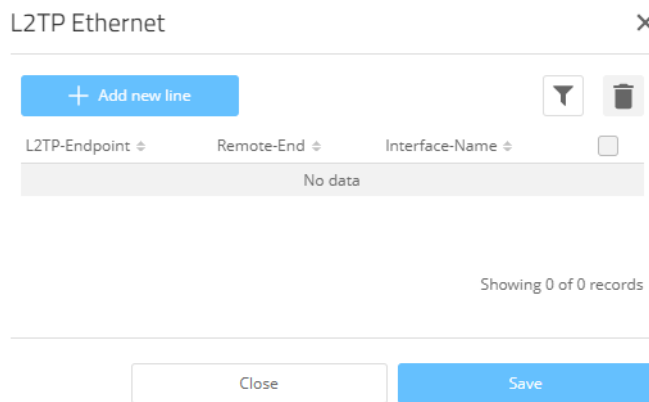 L2TP Ethernet
Add new line
L2TP-Endpoint Remote-End Interface-Name
No data
Showing 0 of 0 records
Close Save